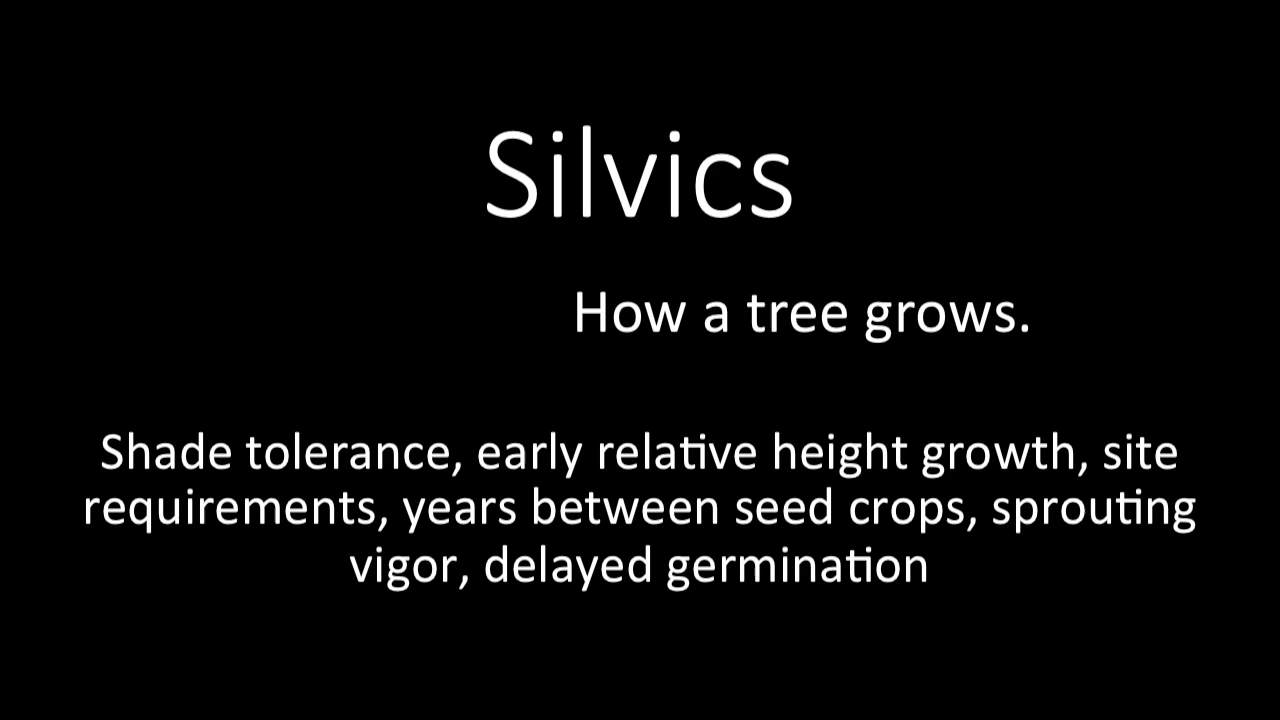 Silvics
How a tree grows.
Shade tolerance, early relative height growth, site
requirements, years between seed crops, sprouting
vigor, delayed germination